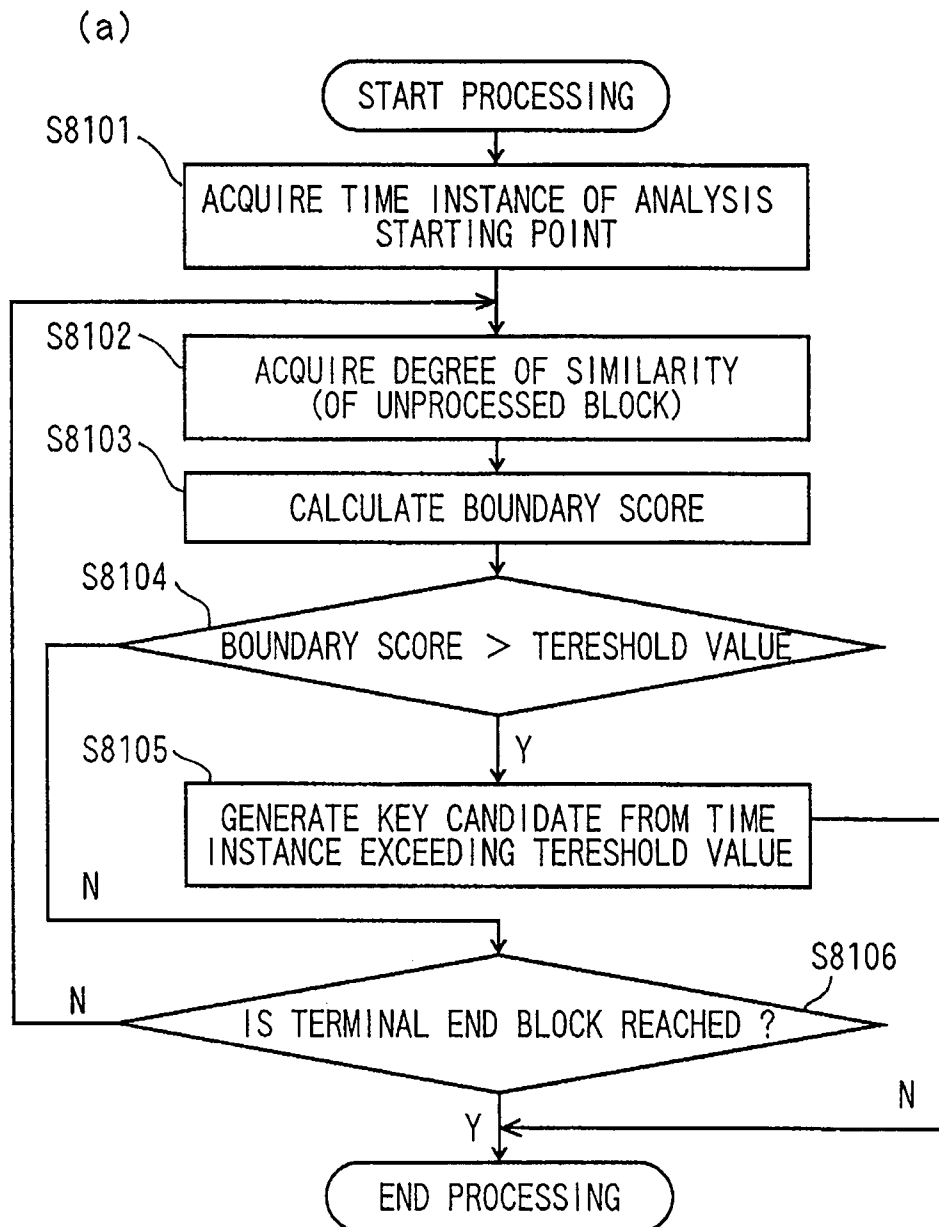 (a)
START PROCESSING
S8101
ACQUIRE TIME INSTANCE OF ANALYSIS
STARTING POINT
S8102
ACQUIRE DEGREE OF SIMILARITY
(OF UNPROCESSED BLOCK)
S8103
CALCULATE BOUNDARY SCORE
S8104
BOUNDARY SCORE > TERESHOLD VALUE
Y
S8105
GENERATE KEY CANDIDATE FROM TIME
INSTANCE EXCEEDING TERESHOLD VALUE
N
S8106
N
IS TERMINAL END BLOCK REACHED ?
N
Y
END PROCESSING